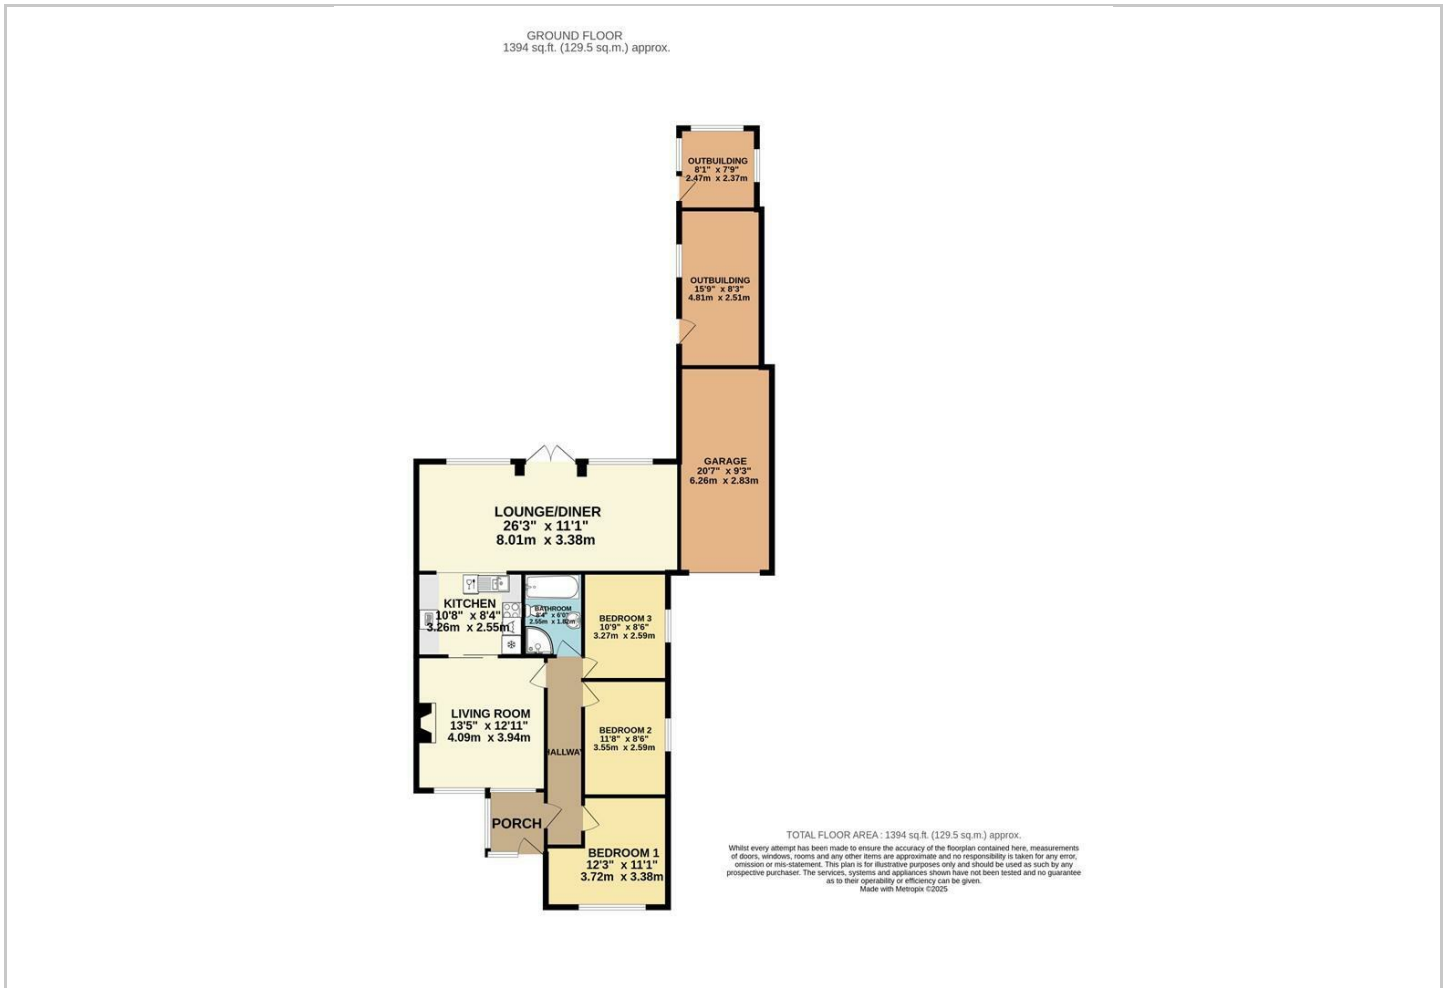 GROUND FLOOR
1394 sq.ft. (129.5 sq.m.) approx.
OUTBUILDING
8'1" x 7'9"
2.47m x 2.37m
OUTBUILDING
15'9" x 8'3"
4.81m x 2.51m
GARAGE
20'7" x 9'3"
6.26m x 2.83m
LOUNGE/DINER
26'3" x 11'1"
8.01m x 3.38m
KITCHEN
10'8" x 8'4"
3.26m x 2.55m
BATHROOM
8'4" x 6'0"
2.55m x 1.82m
BEDROOM 3
10'9" x 8'6"
3.27m x 2.59m
LIVING ROOM
13'5" x 12'11"
4.09m x 3.94m
HALLWAY
BEDROOM 2
11'8" x 8'6"
3.55m x 2.59m
PORCH
BEDROOM 1
12'3" x 11'1"
3.72m x 3.38m
TOTAL FLOOR AREA : 1394 sq.ft. (129.5 sq.m.) approx.
Whilst every attempt has been made to ensure the accuracy of the floorplan contained here, measurements
of doors, windows, rooms and any other items are approximate and no responsibility is taken for any error,
omission or mis-statement. This plan is for illustrative purposes only and should be used as such by any
prospective purchaser. The services, systems and appliances shown have not been tested and no guarantee
as to their operability or efficiency can be given.
Made with Metropix ©2025